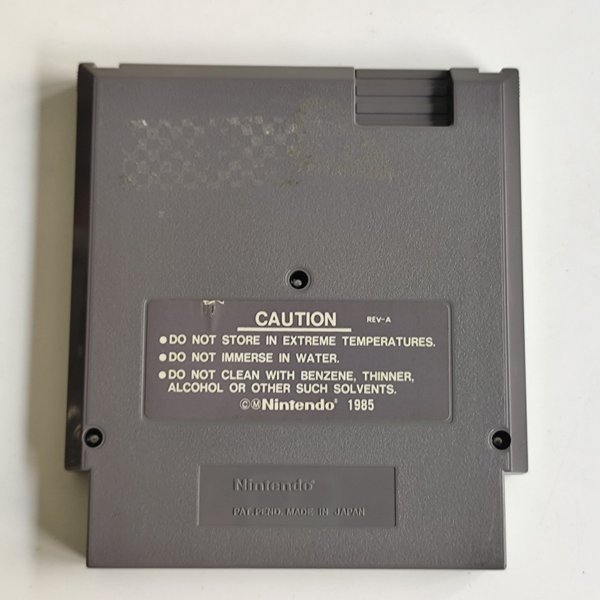 CAUTION REV-A
●DO NOT STORE IN EXTREME TEMPERATURES.
●DO NOT IMMERSE IN WATER.
●DO NOT CLEAN WITH BENZENE, THINNER,
ALCOHOL OR OTHER SUCH SOLVENTS.
©Ⓜ Nintendo® 1985
Nintendo®
PAT.PEND. MADE IN JAPAN